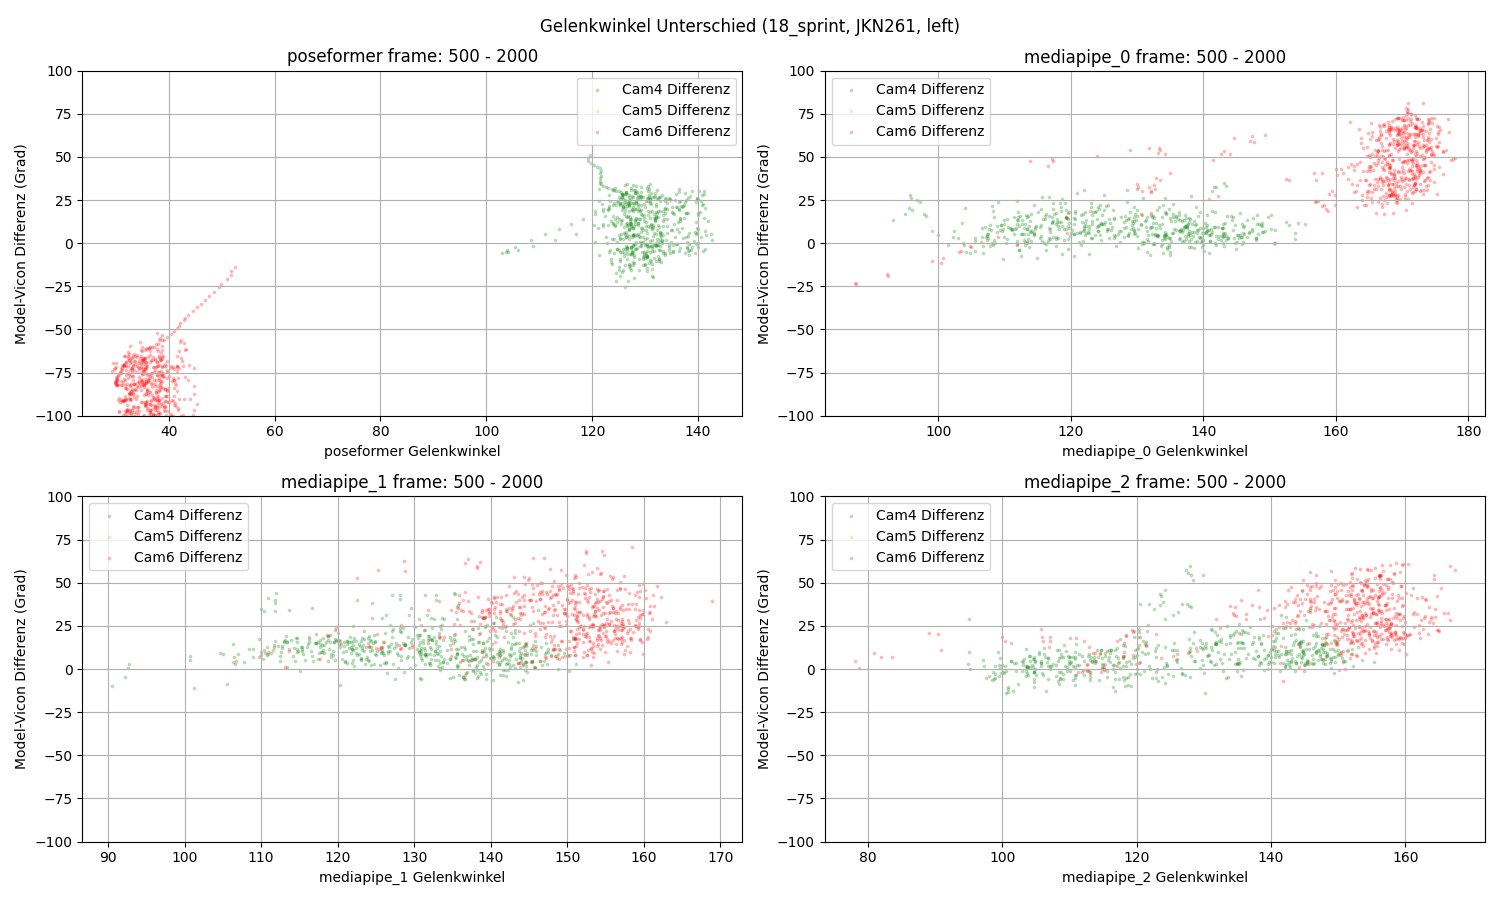 Gelenkwinkel Unterschied (18_sprint, JKN261, left)
poseformer frame: 500 - 2000
Model-Vicon Differenz (Grad)
100
75
50
25
0
−25
−50
−75
−100
Cam4 Differenz
Cam5 Differenz
Cam6 Differenz
40 60 80 100 120 140
poseformer Gelenkwinkel
mediapipe_0 frame: 500 - 2000
Model-Vicon Differenz (Grad)
100
75
50
25
0
−25
−50
−75
−100
Cam4 Differenz
Cam5 Differenz
Cam6 Differenz
100 120 140 160 180
mediapipe_0 Gelenkwinkel
mediapipe_1 frame: 500 - 2000
Model-Vicon Differenz (Grad)
100
75
50
25
0
−25
−50
−75
−100
Cam4 Differenz
Cam5 Differenz
Cam6 Differenz
90 100 110 120 130 140 150 160 170
mediapipe_1 Gelenkwinkel
mediapipe_2 frame: 500 - 2000
Model-Vicon Differenz (Grad)
100
75
50
25
0
−25
−50
−75
−100
Cam4 Differenz
Cam5 Differenz
Cam6 Differenz
80 100 120 140 160
mediapipe_2 Gelenkwinkel